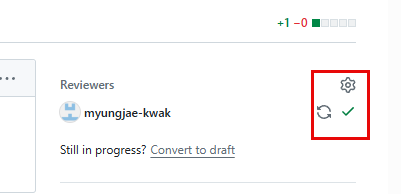 +1 −0
Reviewers
myungjae-kwak
Still in progress? Convert to draft